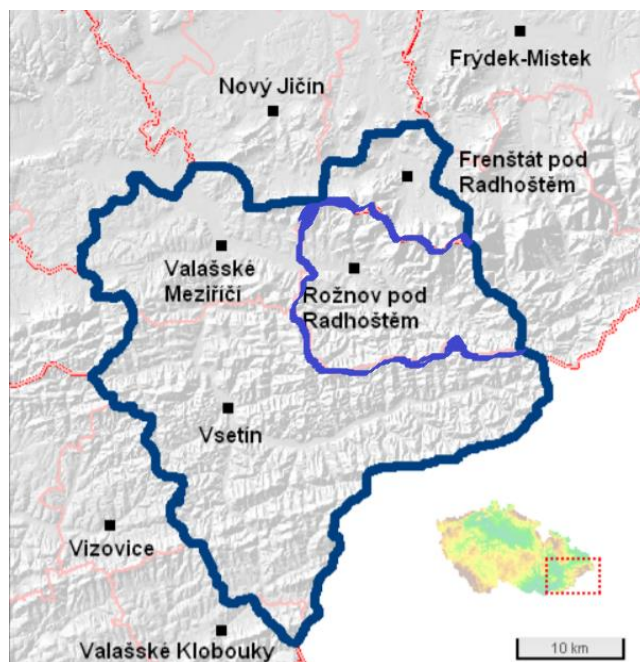 Frýdek-Místek
Nový Jičín
Frenštát pod
Radhoštěm
Valašské
Meziříčí
Rožnov pod
Radhoštěm
Vsetín
Vizovice
Valašské Klobouky
10 km